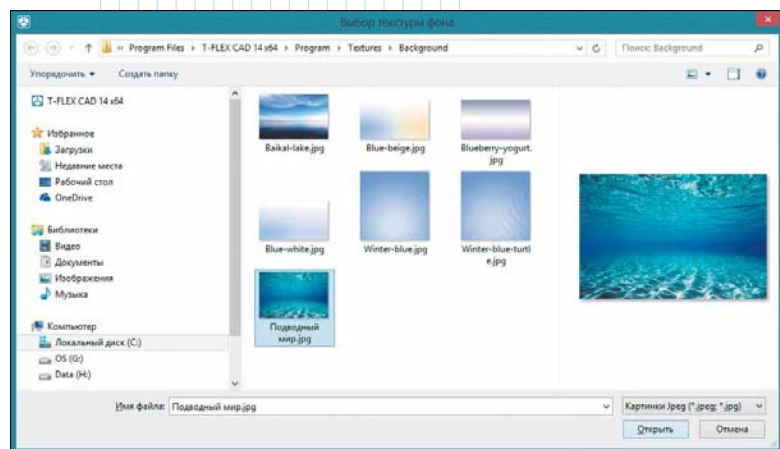 Выбор текстуры фона
« Program Files ▸ T-FLEX CAD 14 x64 ▸ Program ▸ Textures ▸ Background
Поиск: Background
Упорядочить ▾ Создать папку
T-FLEX CAD 14 x64
Избранное
Загрузки
Недавние места
Рабочий стол
OneDrive
Библиотеки
Видео
Документы
Изображения
Музыка
Компьютер
Локальный диск (C:)
OS (G:)
Data (H:)
Baikal-lake.jpg
Blue-beige.jpg
Blueberry-yogurt.
jpg
Blue-white.jpg
Winter-blue.jpg
Winter-blue-turtl
e.jpg
Подводный
мир.jpg
Имя файла: Подводный мир.jpg
Картинки Jpeg (*.jpeg; *.jpg)
Открыть
Отмена